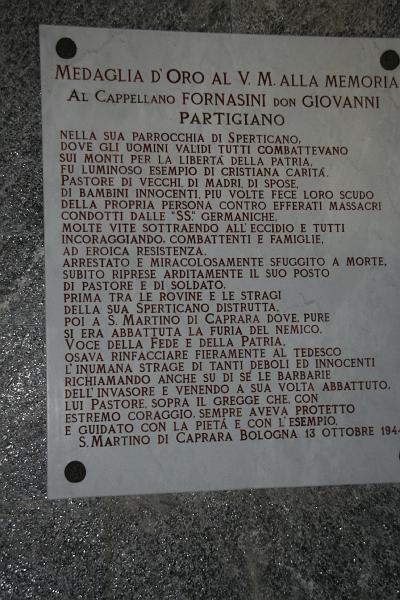 MEDAGLIA D'ORO AL V. M. ALLA MEMORIA
AL CAPPELLANO FORNASINI DON GIOVANNI
PARTIGIANO
NELLA SUA PARROCCHIA DI SPERTICANO,
DOVE GLI UOMINI VALIDI TUTTI COMBATTEVANO
SUI MONTI PER LA LIBERTÁ DELLA PATRIA,
FU LUMINOSO ESEMPIO DI CRISTIANA CARITÁ.
PASTORE DI VECCHI, DI MADRI, DI SPOSE,
DI BAMBINI INNOCENTI, PIU VOLTE FECE LORO SCUDO
DELLA PROPRIA PERSONA CONTRO EFFERATI MASSACRI
CONDOTTI DALLE "SS." GERMANICHE,
MOLTE VITE SOTTRAENDO ALL'ECCIDIO E TUTTI
INCORAGGIANDO, COMBATTENTI E FAMIGLIE,
AD EROICA RESISTENZA.
ARRESTATO E MIRACOLOSAMENTE SFUGGITO A MORTE,
SUBITO RIPRESE ARDITAMENTE IL SUO POSTO
DI PASTORE E DI SOLDATO,
PRIMA TRA LE ROVINE E LE STRAGI
DELLA SUA SPERTICANO DISTRUTTA,
POI A S. MARTINO DI CAPRARA DOVE, PURE
SI ERA ABBATTUTA LA FURIA DEL NEMICO.
VOCE DELLA FEDE E DELLA PATRIA,
OSAVA RINFACCIARE FIERAMENTE AL TEDESCO
L'INUMANA STRAGE DI TANTI DEBOLI ED INNOCENTI
RICHIAMANDO ANCHE SU DI SE LE BARBARIE
DELL'INVASORE E VENENDO A SUA VOLTA ABBATTUTO,
LUI PASTORE, SOPRA IL GREGGE CHE, CON
ESTREMO CORAGGIO, SEMPRE AVEVA PROTETTO
E GUIDATO CON LA PIETÁ E CON L'ESEMPIO.
S. MARTINO DI CAPRARA BOLOGNA 13 OTTOBRE 1944